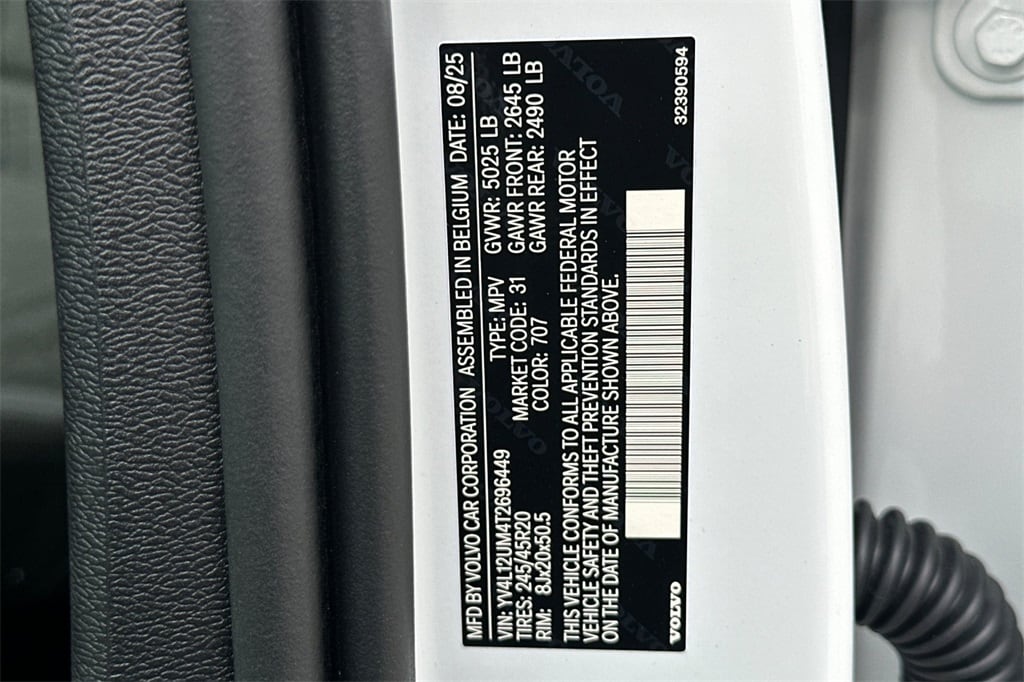 MFD BY VOLVO CAR CORPORATION ASSEMBLED IN BELGIUM DATE: 08/25
VIN: YV4L12UM4T2696449 TYPE: MPV GVWR: 5025 LB
TIRES: 245/45R20 MARKET CODE: 31 GAWR FRONT: 2645 LB
RIM: 8Jx20x50.5 COLOR: 707 GAWR REAR: 2490 LB
THIS VEHICLE CONFORMS TO ALL APPLICABLE FEDERAL MOTOR
VEHICLE SAFETY AND THEFT PREVENTION STANDARDS IN EFFECT
ON THE DATE OF MANUFACTURE SHOWN ABOVE.
VOLVO 32390594